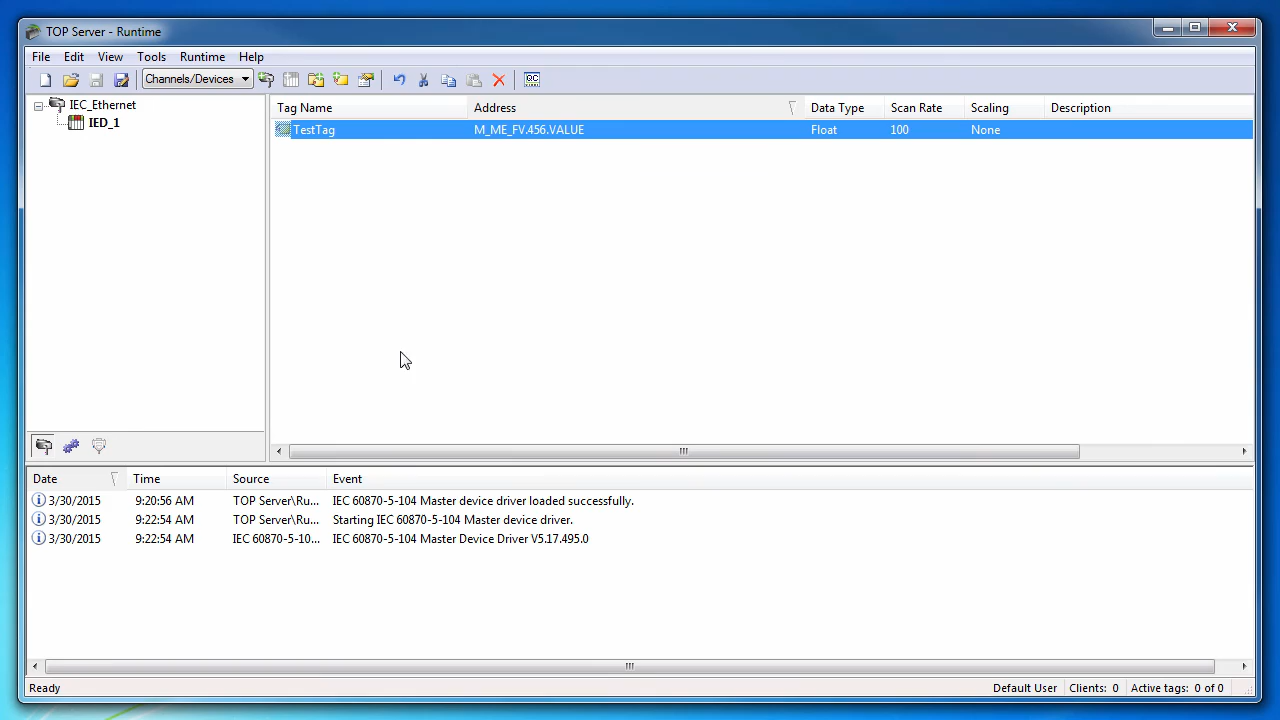 TOP Server - Runtime
File Edit View Tools Runtime Help
Channels/Devices QC
IEC_Ethernet
IED_1
Tag Name Address Data Type Scan Rate Scaling Description
TestTag M_ME_FV.456.VALUE Float 100 None
Date Time Source Event
3/30/2015 9:20:56 AM TOP Server\Ru... IEC 60870-5-104 Master device driver loaded successfully.
3/30/2015 9:22:54 AM TOP Server\Ru... Starting IEC 60870-5-104 Master device driver.
3/30/2015 9:22:54 AM IEC 60870-5-10... IEC 60870-5-104 Master Device Driver V5.17.495.0
Ready Default User Clients: 0 Active tags: 0 of 0